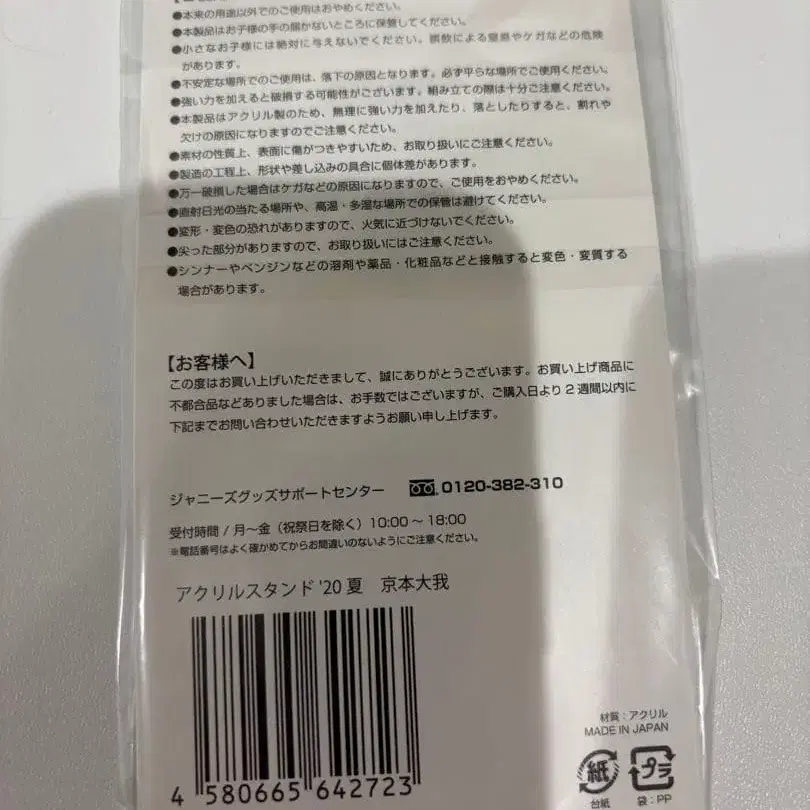 ●本来の用途以外でのご使用はおやめください。
●本製品はお子様の手の届かないところに保管してください。
●小さなお子様には絶対に与えないでください。誤飲による窒息やケガなどの危険
があります。
●不安定な場所でのご使用は、落下の原因となります。必ず平らな場所でご使用ください。
●強い力を加えると破損する可能性がございます。組み立ての際は十分ご注意ください。
●本製品はアクリル製のため、無理に強い力を加えたり、落としたりすると、割れや
欠けの原因になりますのでご注意ください。
●素材の性質上、表面に傷がつきやすいため、お取り扱いにご注意ください。
●製造の工程上、形状や差し込みの具合に個体差があります。
●万一破損した場合はケガなどの原因になりますので、ご使用をおやめください。
●直射日光の当たる場所や、高温・多湿な場所での保管は避けてください。
●変形・変色の恐れがありますので、火気に近づけないでください。
●尖った部分がありますので、お取り扱いにはご注意ください。
●シンナーやベンジンなどの溶剤や薬品・化粧品などと接触すると変色・変質する
場合があります。
【お客様へ】
この度はお買い上げいただきまして、誠にありがとうございます。お買い上げ商品に
不都合品などありました場合は、お手数ではございますが、ご購入日より2週間以内に
下記までお問い合わせいただきますようお願い申し上げます。
ジャニーズグッズサポートセンター 0120-382-310
受付時間 / 月〜金（祝祭日を除く）10:00 〜 18:00
※電話番号はよく確かめてからお間違いのないようにご注意ください。
アクリルスタンド '20 夏 京本大我
4 580665 642723
材質：アクリル
MADE IN JAPAN
紙 プラ
台紙 袋：PP